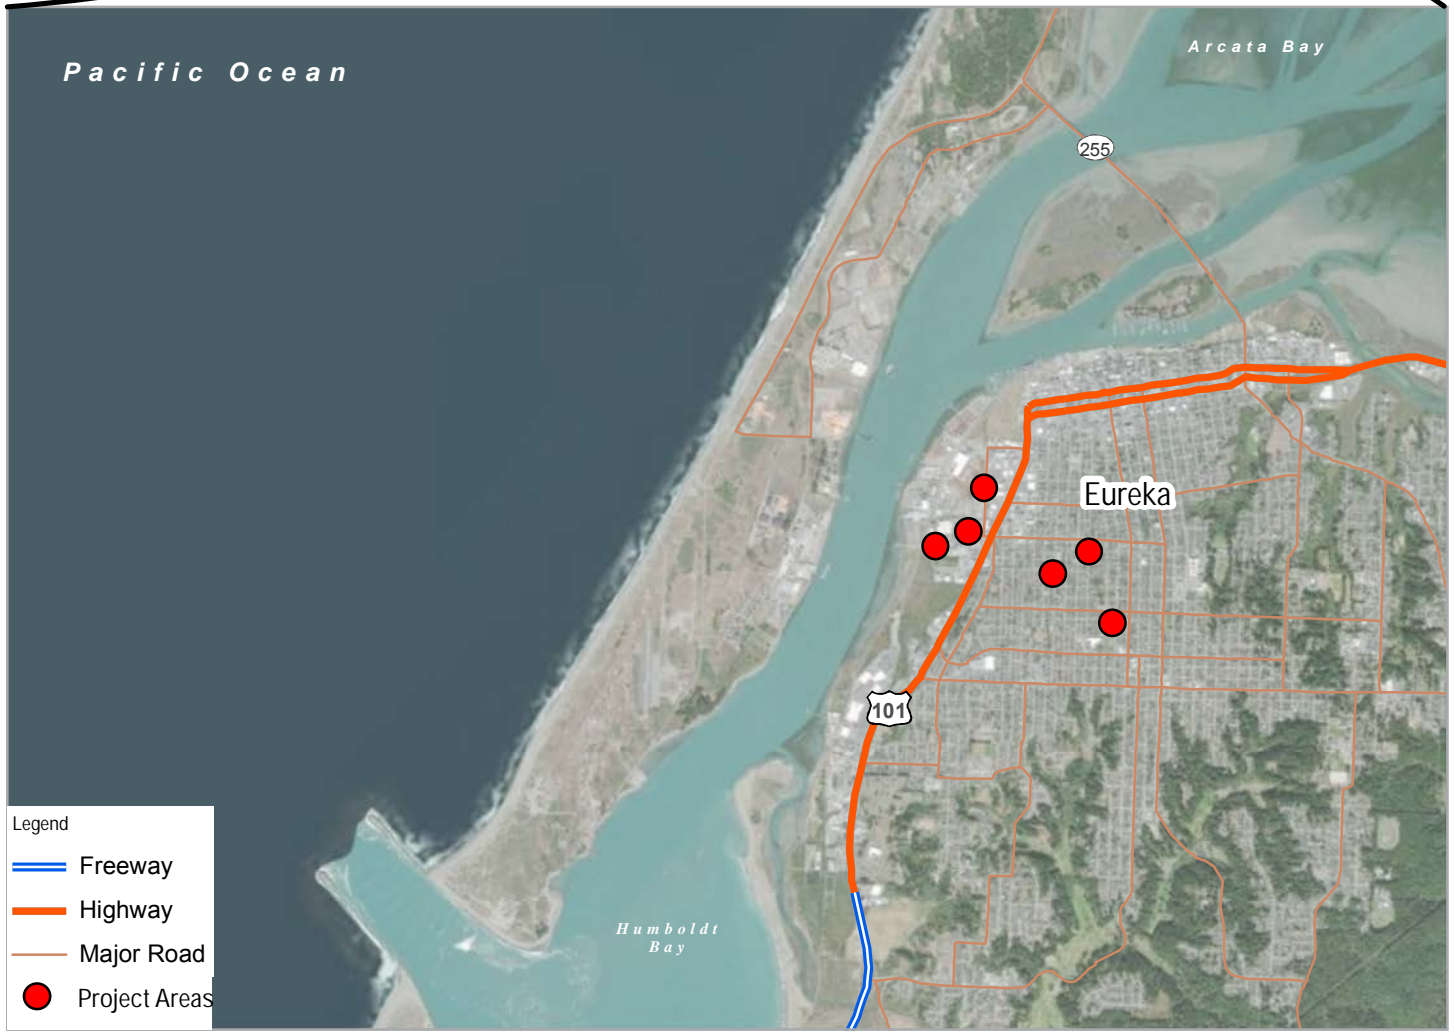 Arcata Bay
Pacific Ocean
255
Eureka
101
Humboldt
Bay
Legend
Freeway
Highway
Major Road
Project Areas